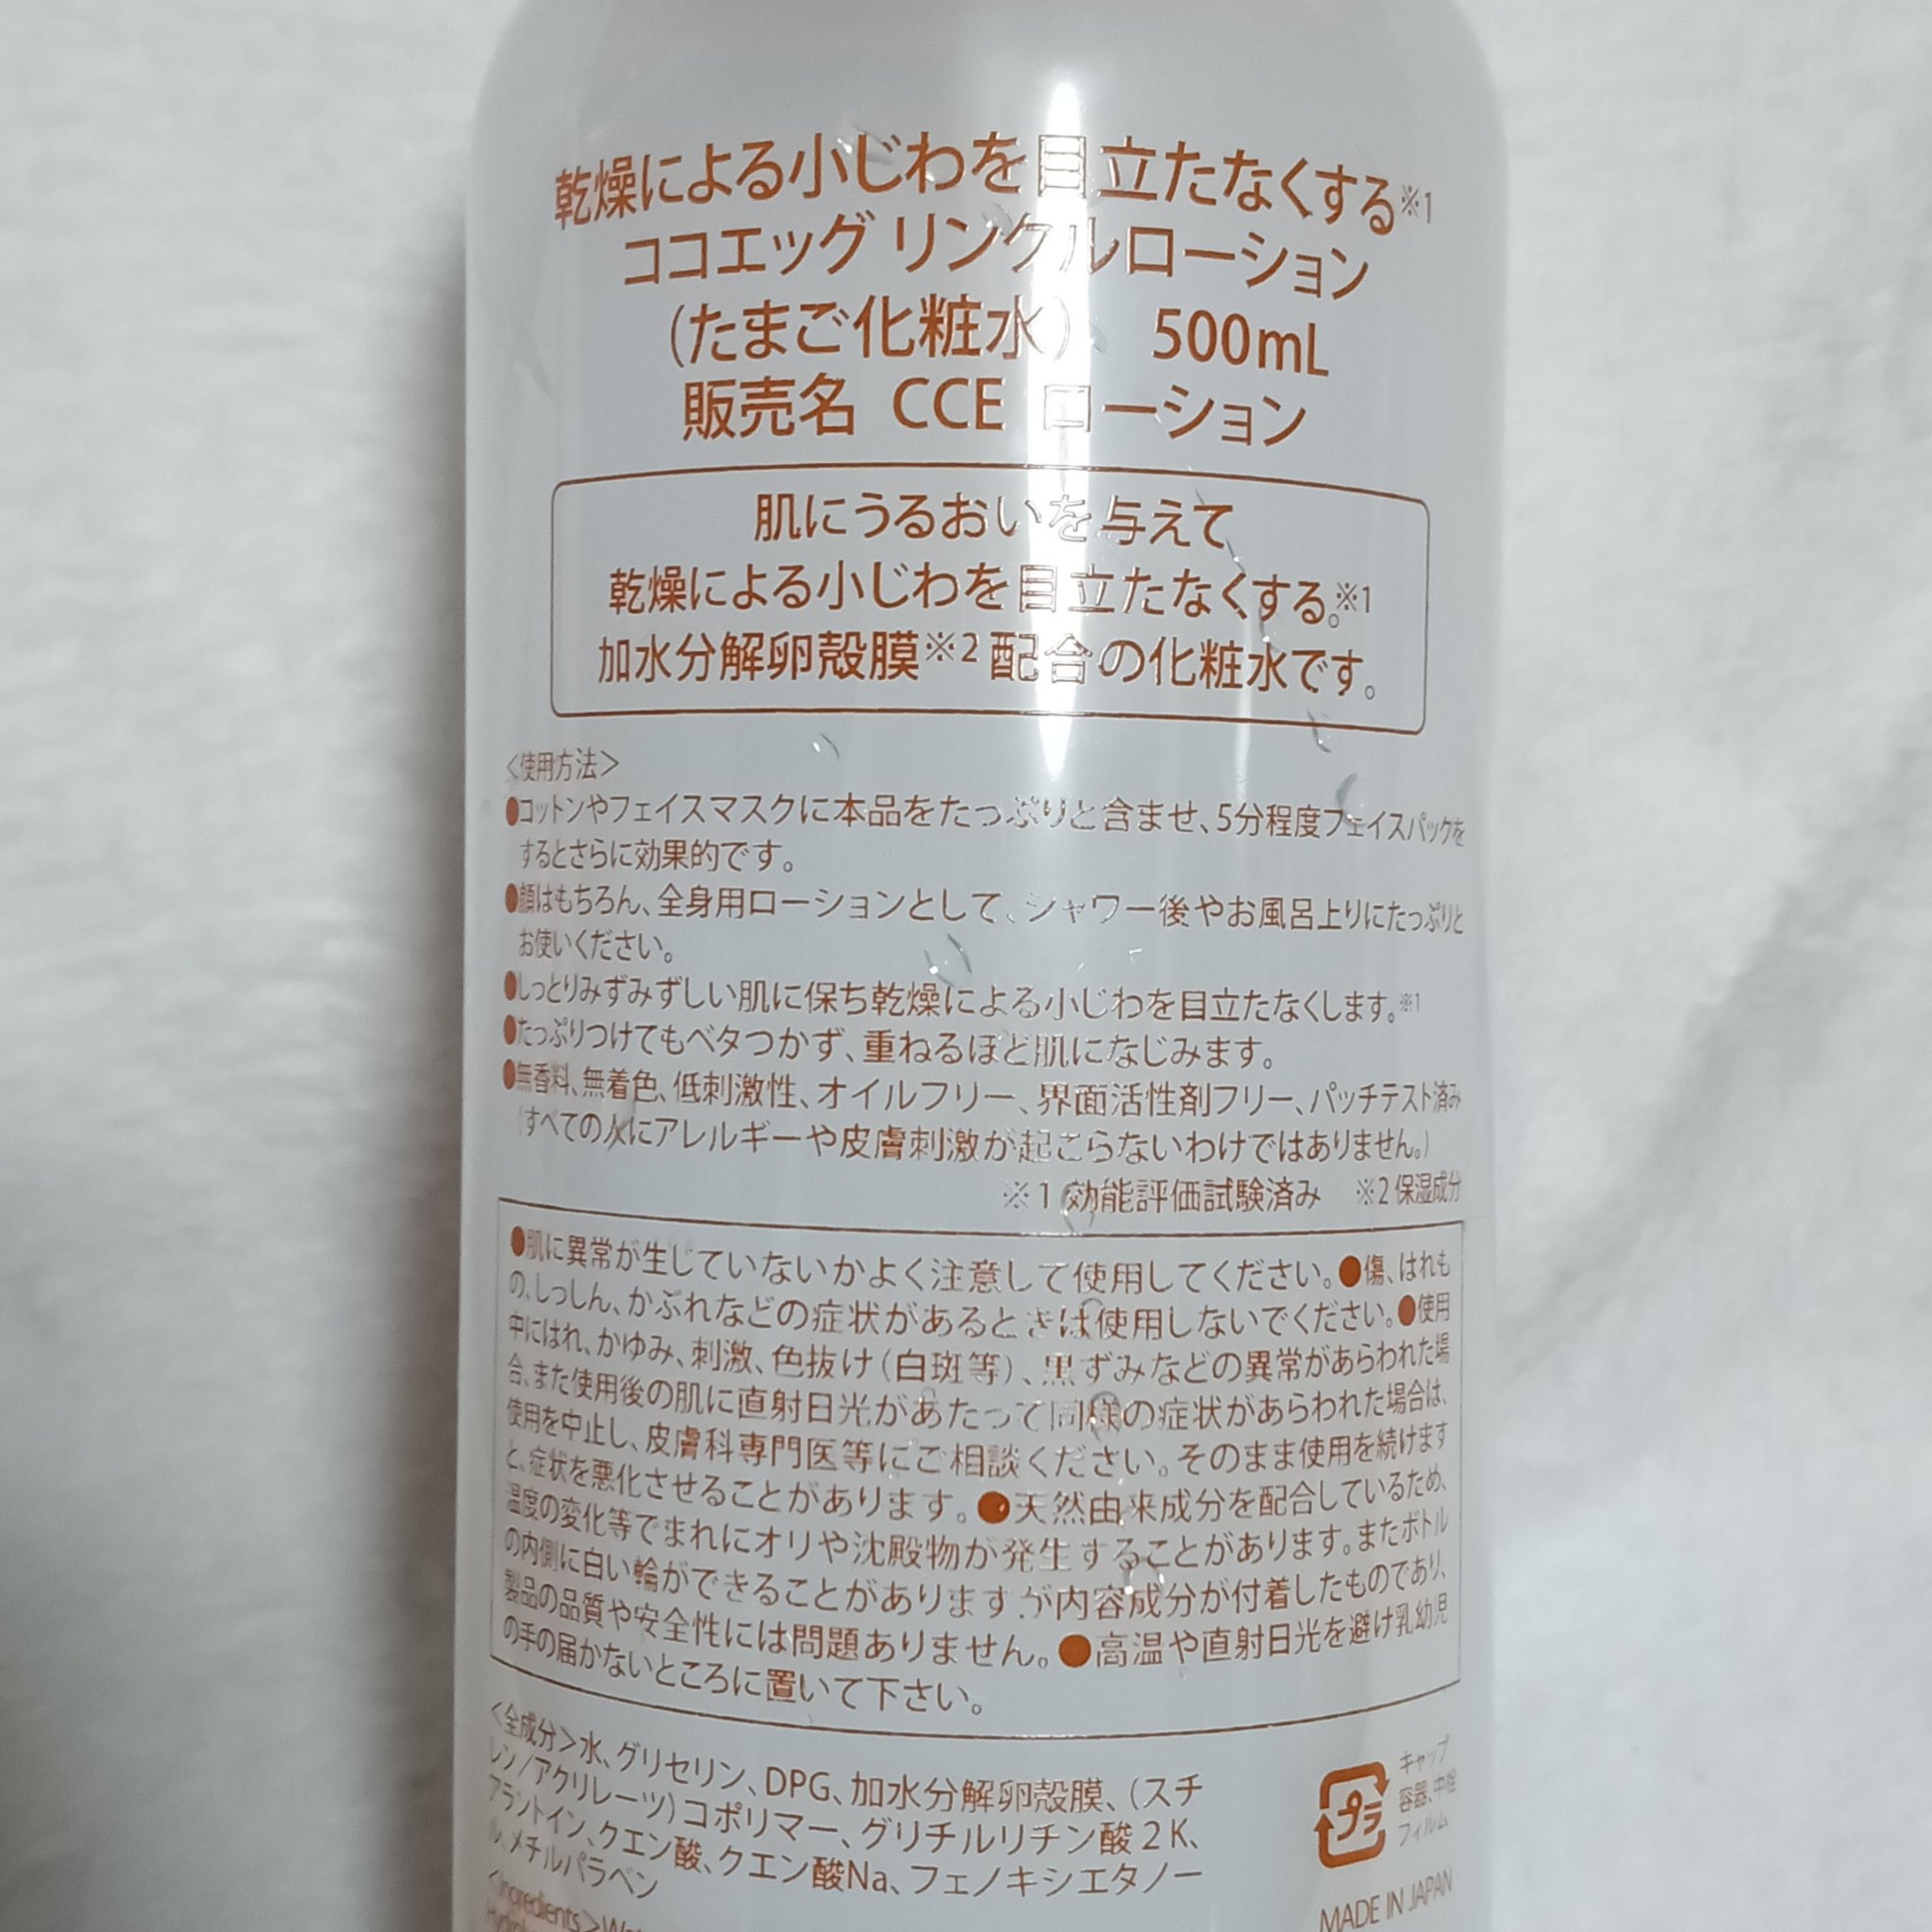 乾燥による小じわを目立たなくする※1
ココエッグ リンクルローション
(たまご化粧水) 500mL
販売名 CCE ローション
肌にうるおいを与えて
乾燥による小じわを目立たなくする。※1
加水分解卵殻膜※2配合の化粧水です。
＜使用方法＞
●コットンやフェイスマスクに本品をたっぷりと含ませ、5分程度フェイスパックを
するとさらに効果的です。
●顔はもちろん、全身用ローションとして、シャワー後やお風呂上りにたっぷりと
お使いください。
●しっとりみずみずしい肌に保ち乾燥による小じわを目立たなくします。※1
●たっぷりつけてもベタつかず、重ねるほど肌になじみます。
●無香料、無着色、低刺激性、オイルフリー、界面活性剤フリー、パッチテスト済み
(すべての人にアレルギーや皮膚刺激が起こらないわけではありません。)
※1 効能評価試験済み ※2 保湿成分
●肌に異常が生じていないかよく注意して使用してください。●傷、はれも
の、しっしん、かぶれなどの症状があるときは使用しないでください。●使用
中にはれ、かゆみ、刺激、色抜け(白斑等)、黒ずみなどの異常があらわれた場
合、また使用後の肌に直射日光があたって同様の症状があらわれた場合は、
使用を中止し、皮膚科専門医等にご相談ください。そのまま使用を続けます
と、症状を悪化させることがあります。●天然由来成分を配合しているため、
温度の変化等でまれにオリや沈殿物が発生することがあります。またボトル
の内側に白い輪ができることがありますが内容成分が付着したものであり、
製品の品質や安全性には問題ありません。●高温や直射日光を避け乳幼児
の手の届かないところに置いて下さい。
＜全成分＞水、グリセリン、DPG、加水分解卵殻膜、(スチ
レン/アクリレーツ)コポリマー、グリチルリチン酸2K、
アラントイン、クエン酸、クエン酸Na、フェノキシエタノー
ル、メチルパラベン
＜Ingredients＞
プラ
キャップ
容器、中栓
フィルム
MADE IN JAPAN